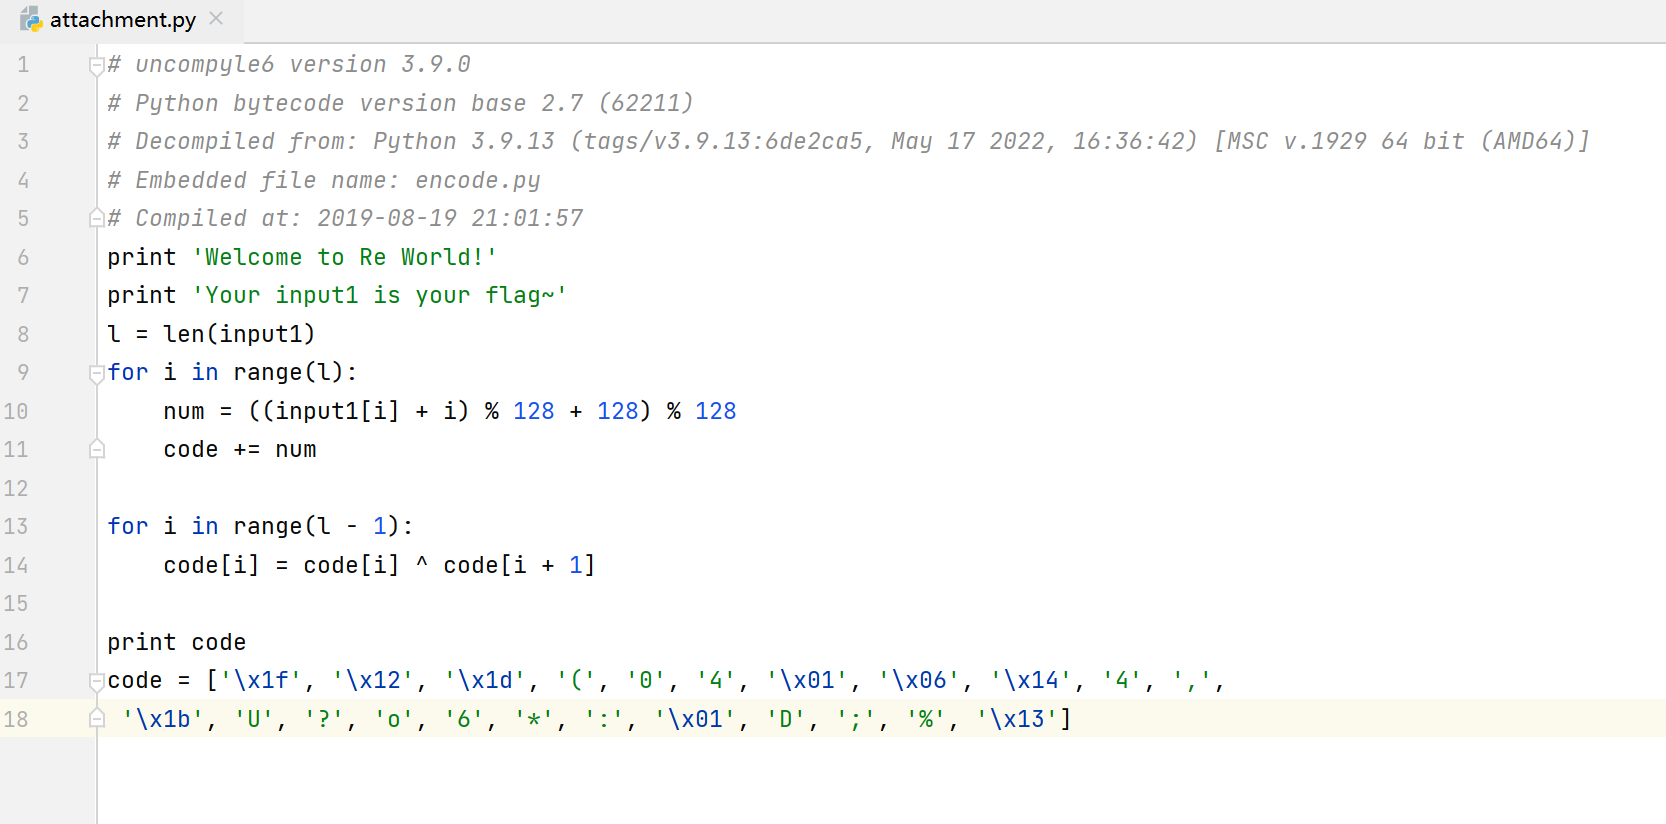 attachment.py
1 # uncompyle6 version 3.9.0
2 # Python bytecode version base 2.7 (62211)
3 # Decompiled from: Python 3.9.13 (tags/v3.9.13:6de2ca5, May 17 2022, 16:36:42) [MSC v.1929 64 bit (AMD64)]
4 # Embedded file name: encode.py
5 # Compiled at: 2019-08-19 21:01:57
6 print 'Welcome to Re World!'
7 print 'Your input1 is your flag~'
8 l = len(input1)
9 for i in range(l):
10     num = ((input1[i] + i) % 128 + 128) % 128
11     code += num
12
13 for i in range(l - 1):
14     code[i] = code[i] ^ code[i + 1]
15
16 print code
17 code = ['\x1f', '\x12', '\x1d', '(', '0', '4', '\x01', '\x06', '\x14', '4', ',',
18  '\x1b', 'U', '?', 'o', '6', '*', ':', '\x01', 'D', ';', '%', '\x13']